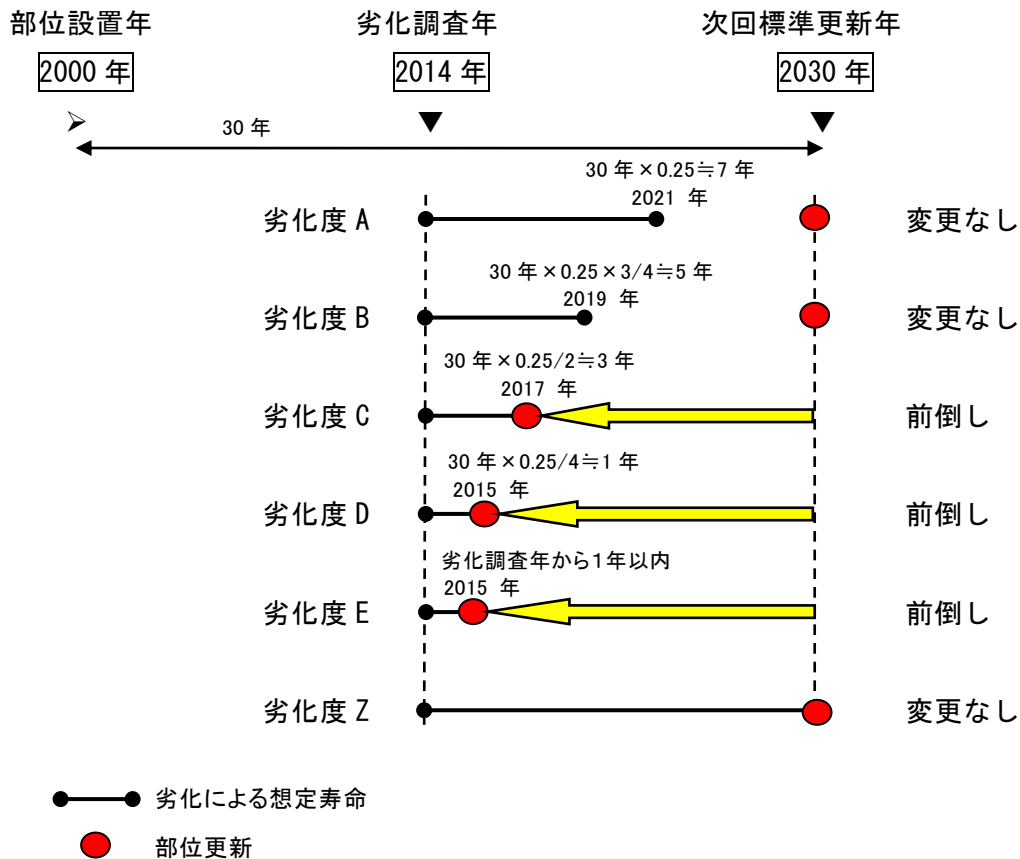 部位設置年 劣化調査年 次回標準更新年
2000 年 2014 年 2030 年
30 年
30 年×0.25≒7 年
2021 年
劣化度 A 変更なし
30 年×0.25×3/4≒5 年
2019 年
劣化度 B 変更なし
30 年×0.25/2≒3 年
2017 年
劣化度 C 前倒し
30 年×0.25/4≒1 年
2015 年
劣化度 D 前倒し
劣化調査年から1年以内
2015 年
劣化度 E 前倒し
劣化度 Z 変更なし
劣化による想定寿命
部位更新